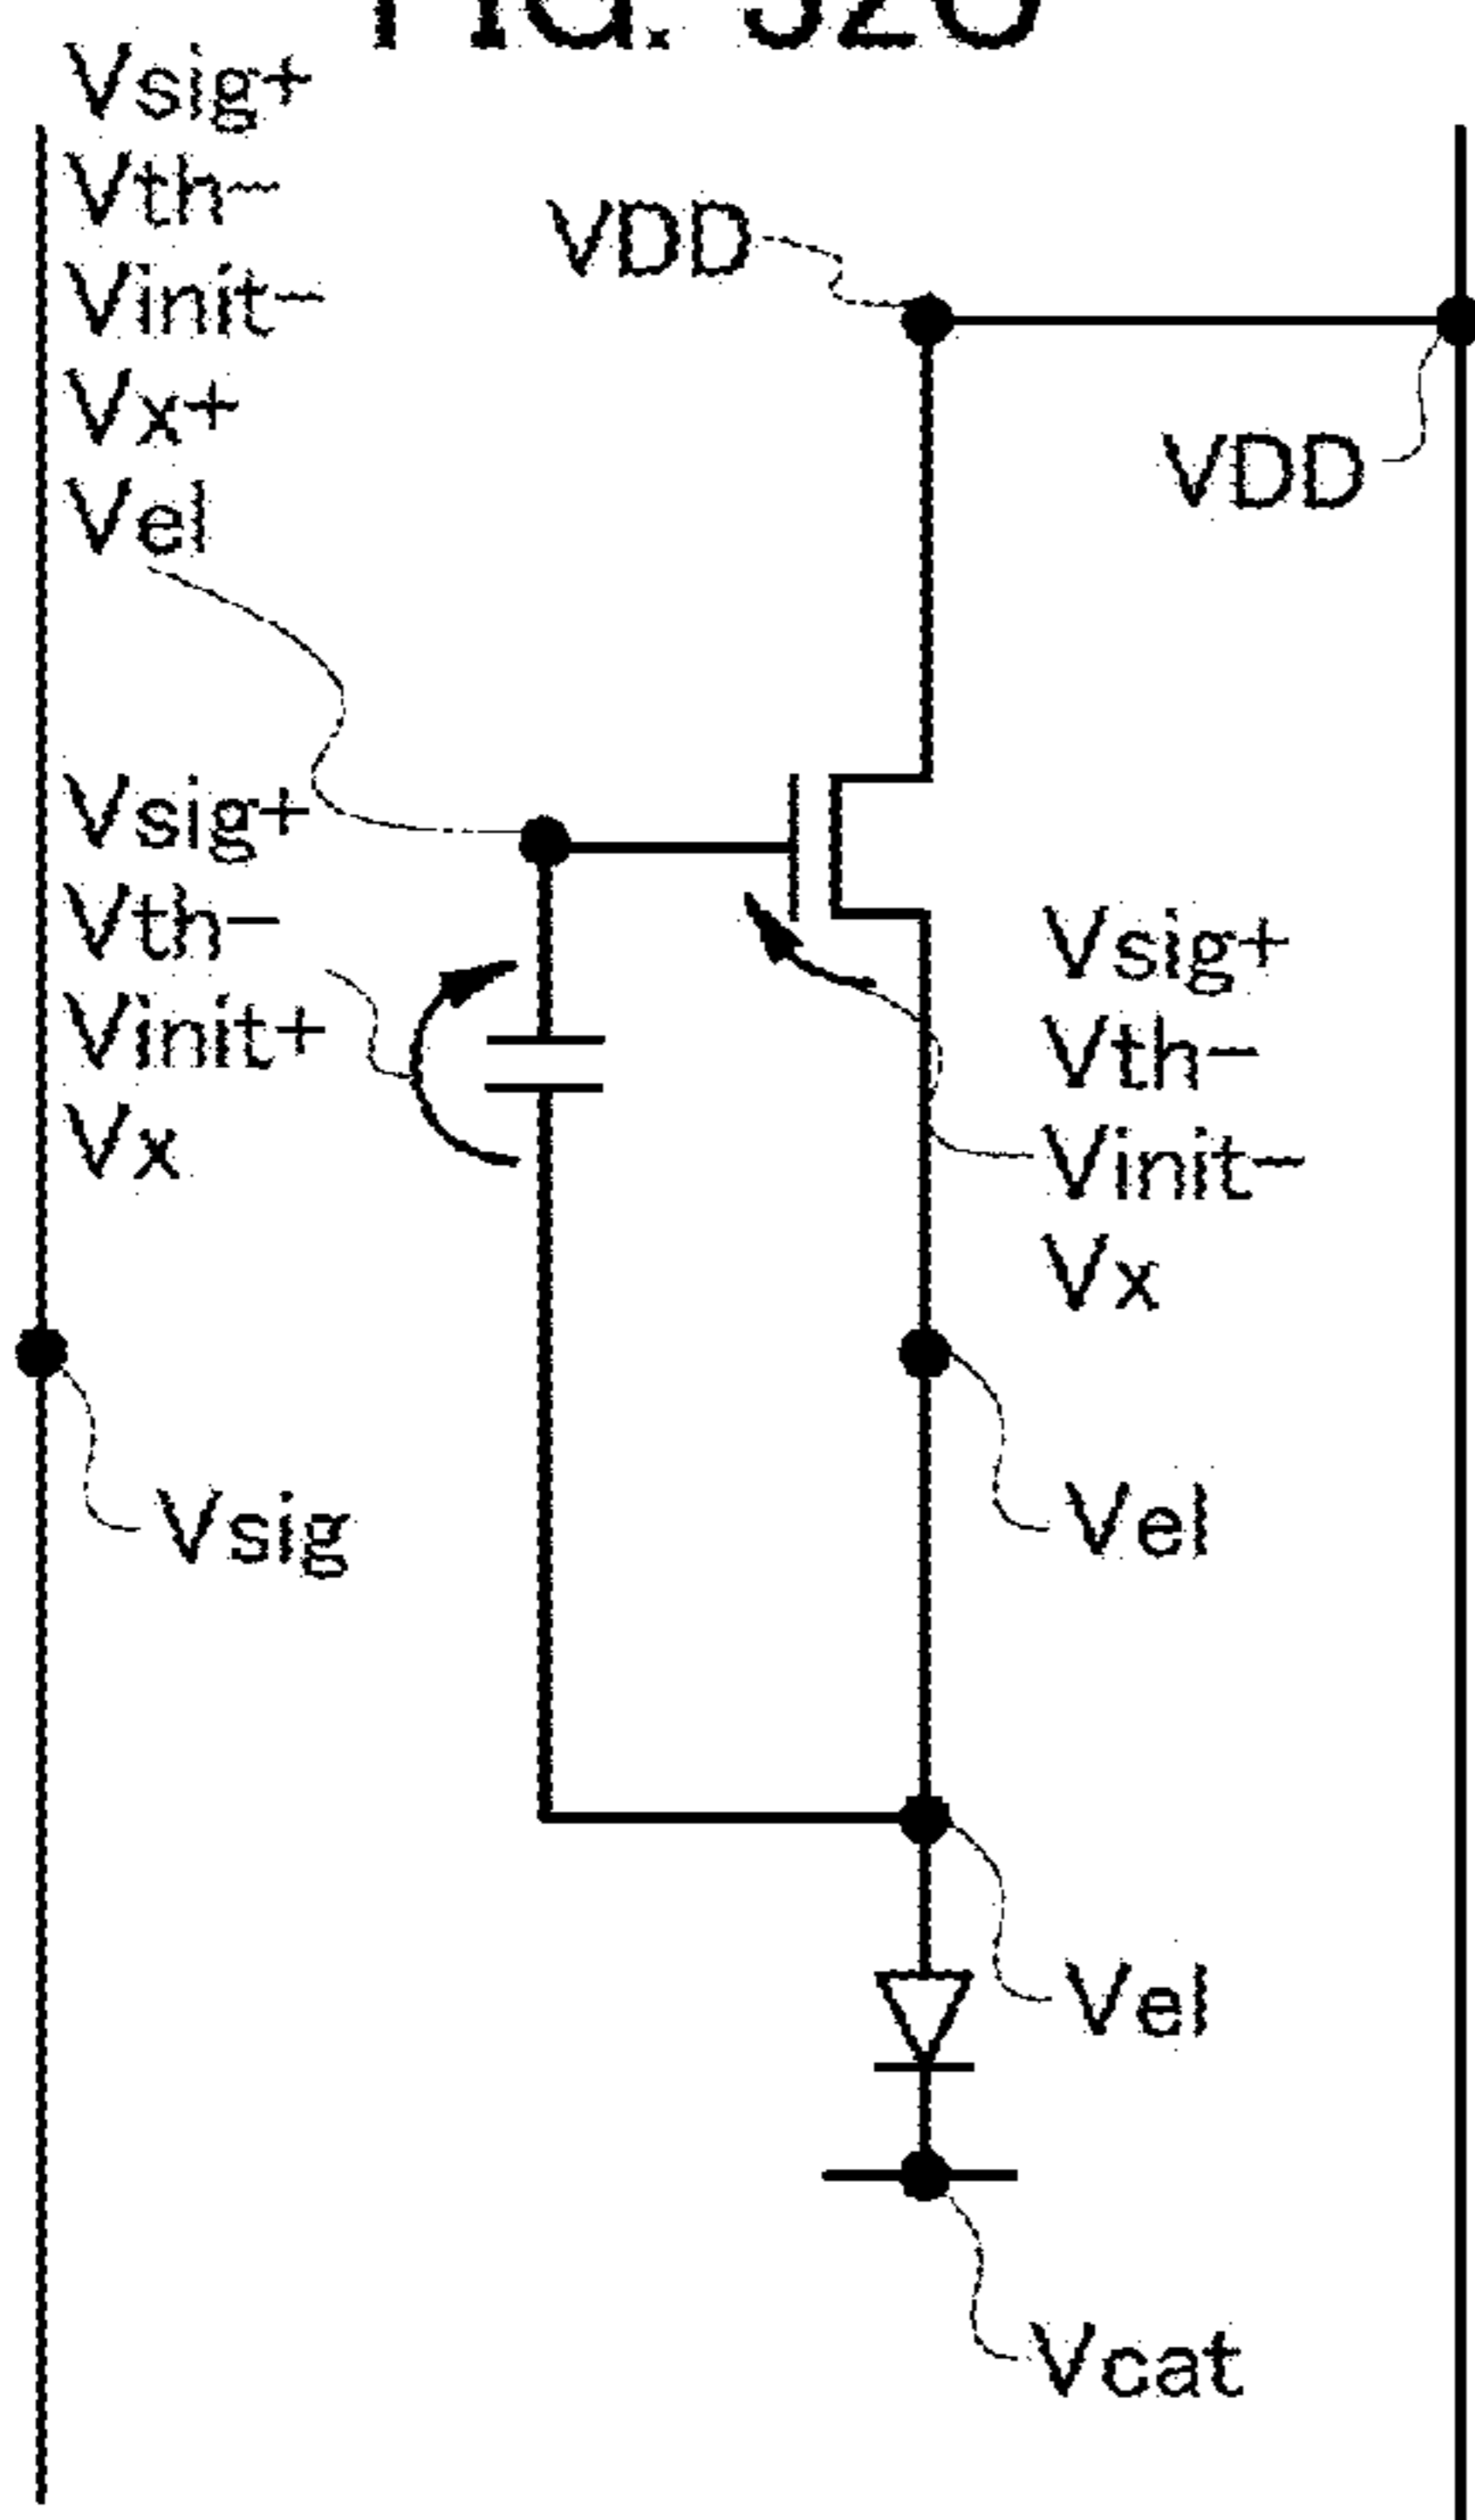 Vsig+
Vth-
Vinit-
Vx+
Vel
VDD
VDD
Vsig+
Vth-
Vinit+
Vx
Vsig+
Vth-
Vinit-
Vx
Vsig
Vel
Vel
Vcat